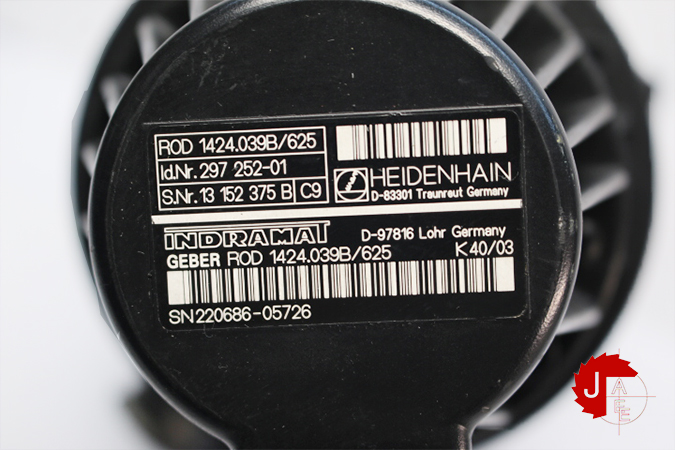 ROD 1424.039B/625
Id.Nr. 297 252-01
S.Nr. 13 152 375 B C9
HEIDENHAIN
D-83301 Traunreut Germany
INDRAMAT D-97816 Lohr Germany
GEBER ROD 1424.039B/625 K 40/03
SN220686-05726
J